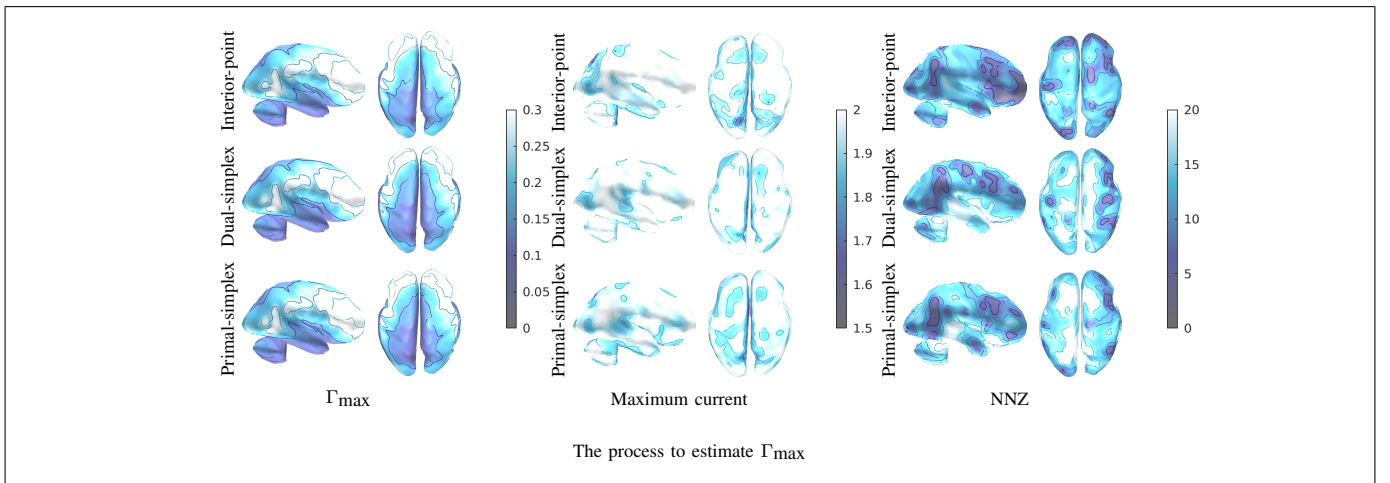 Interior-point
Dual-simplex
Primal-simplex
0.3
0.25
0.2
0.15
0.1
0.05
0
Γmax
Interior-point
Dual-simplex
Primal-simplex
2
1.9
1.8
1.7
1.6
1.5
Maximum current
Interior-point
Dual-simplex
Primal-simplex
20
15
10
5
0
NNZ
The process to estimate Γmax